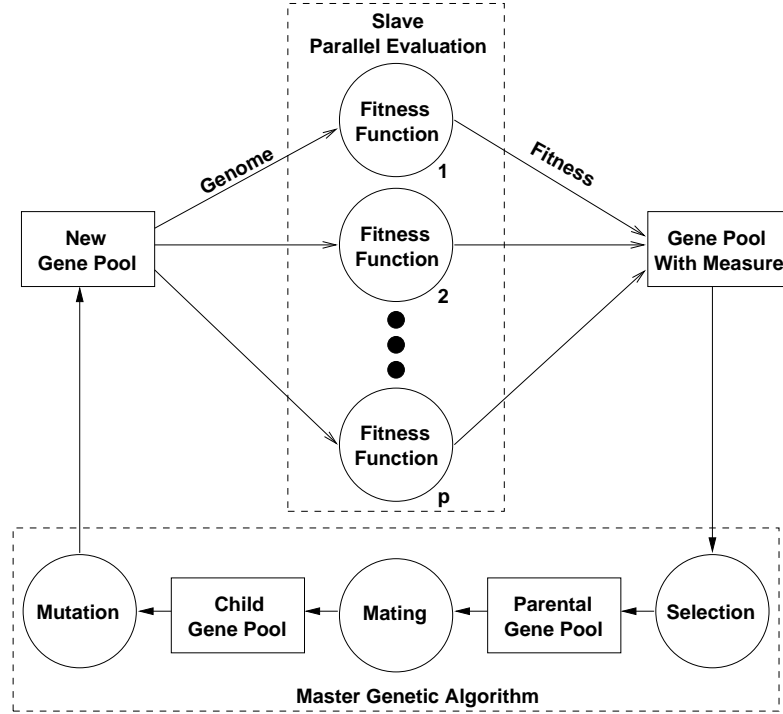 Slave
Parallel Evaluation
Fitness
Function
1
Genome
Fitness
New
Gene Pool
Fitness
Function
2
Gene Pool
With Measure
Fitness
Function
p
Mutation
Child
Gene Pool
Mating
Parental
Gene Pool
Selection
Master Genetic Algorithm